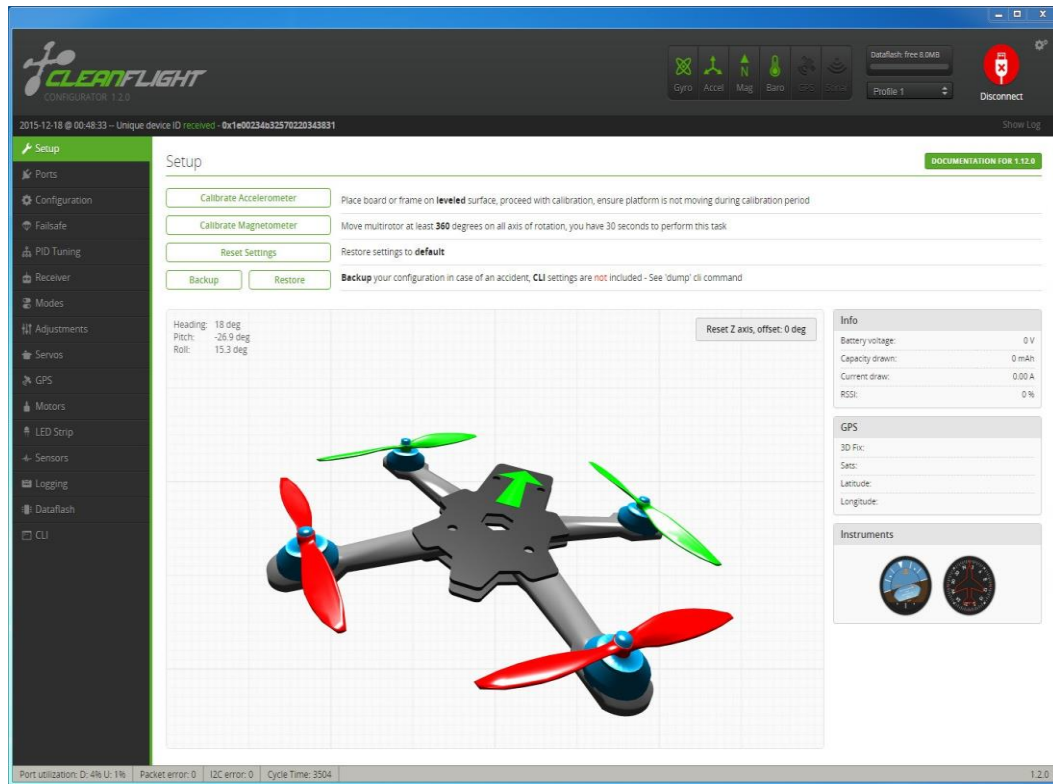 CLEANFLIGHT
CONFIGURATOR 1.2.0
Gyro Accel Mag Baro GPS Sonar
Dataflash: free 8.0MB
Profile 1
Disconnect
2015-12-18 @ 00:48:33 -- Unique device ID received - 0x1e00234b32570220343831
Show Log
Setup
Ports
Configuration
Failsafe
PID Tuning
Receiver
Modes
Adjustments
Servos
GPS
Motors
LED Strip
Sensors
Logging
Dataflash
CLI
Setup
DOCUMENTATION FOR 1.12.0
Calibrate Accelerometer Place board or frame on leveled surface, proceed with calibration, ensure platform is not moving during calibration period
Calibrate Magnetometer Move multirotor at least 360 degrees on all axis of rotation, you have 30 seconds to perform this task
Reset Settings Restore settings to default
Backup Restore Backup your configuration in case of an accident, CLI settings are not included - See 'dump' cli command
Heading: 18 deg
Pitch: -26.9 deg
Roll: 15.3 deg
Reset Z axis, offset: 0 deg
Info
Battery voltage: 0 V
Capacity drawn: 0 mAh
Current draw: 0.00 A
RSSI: 0 %
GPS
3D Fix:
Sats:
Latitude:
Longitude:
Instruments
Port utilization: D: 4% U: 1% Packet error: 0 I2C error: 0 Cycle Time: 3504
1.2.0